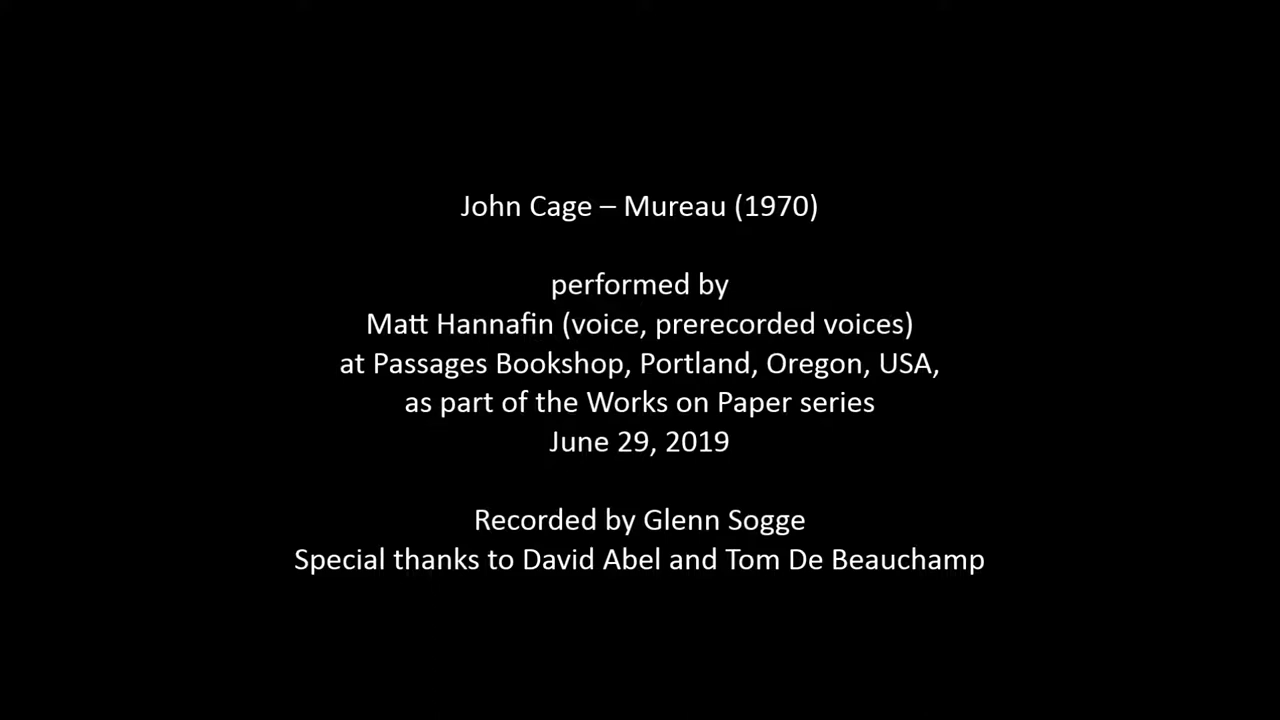 John Cage – Mureau (1970)
performed by
Matt Hannafin (voice, prerecorded voices)
at Passages Bookshop, Portland, Oregon, USA,
as part of the Works on Paper series
June 29, 2019
Recorded by Glenn Sogge
Special thanks to David Abel and Tom De Beauchamp